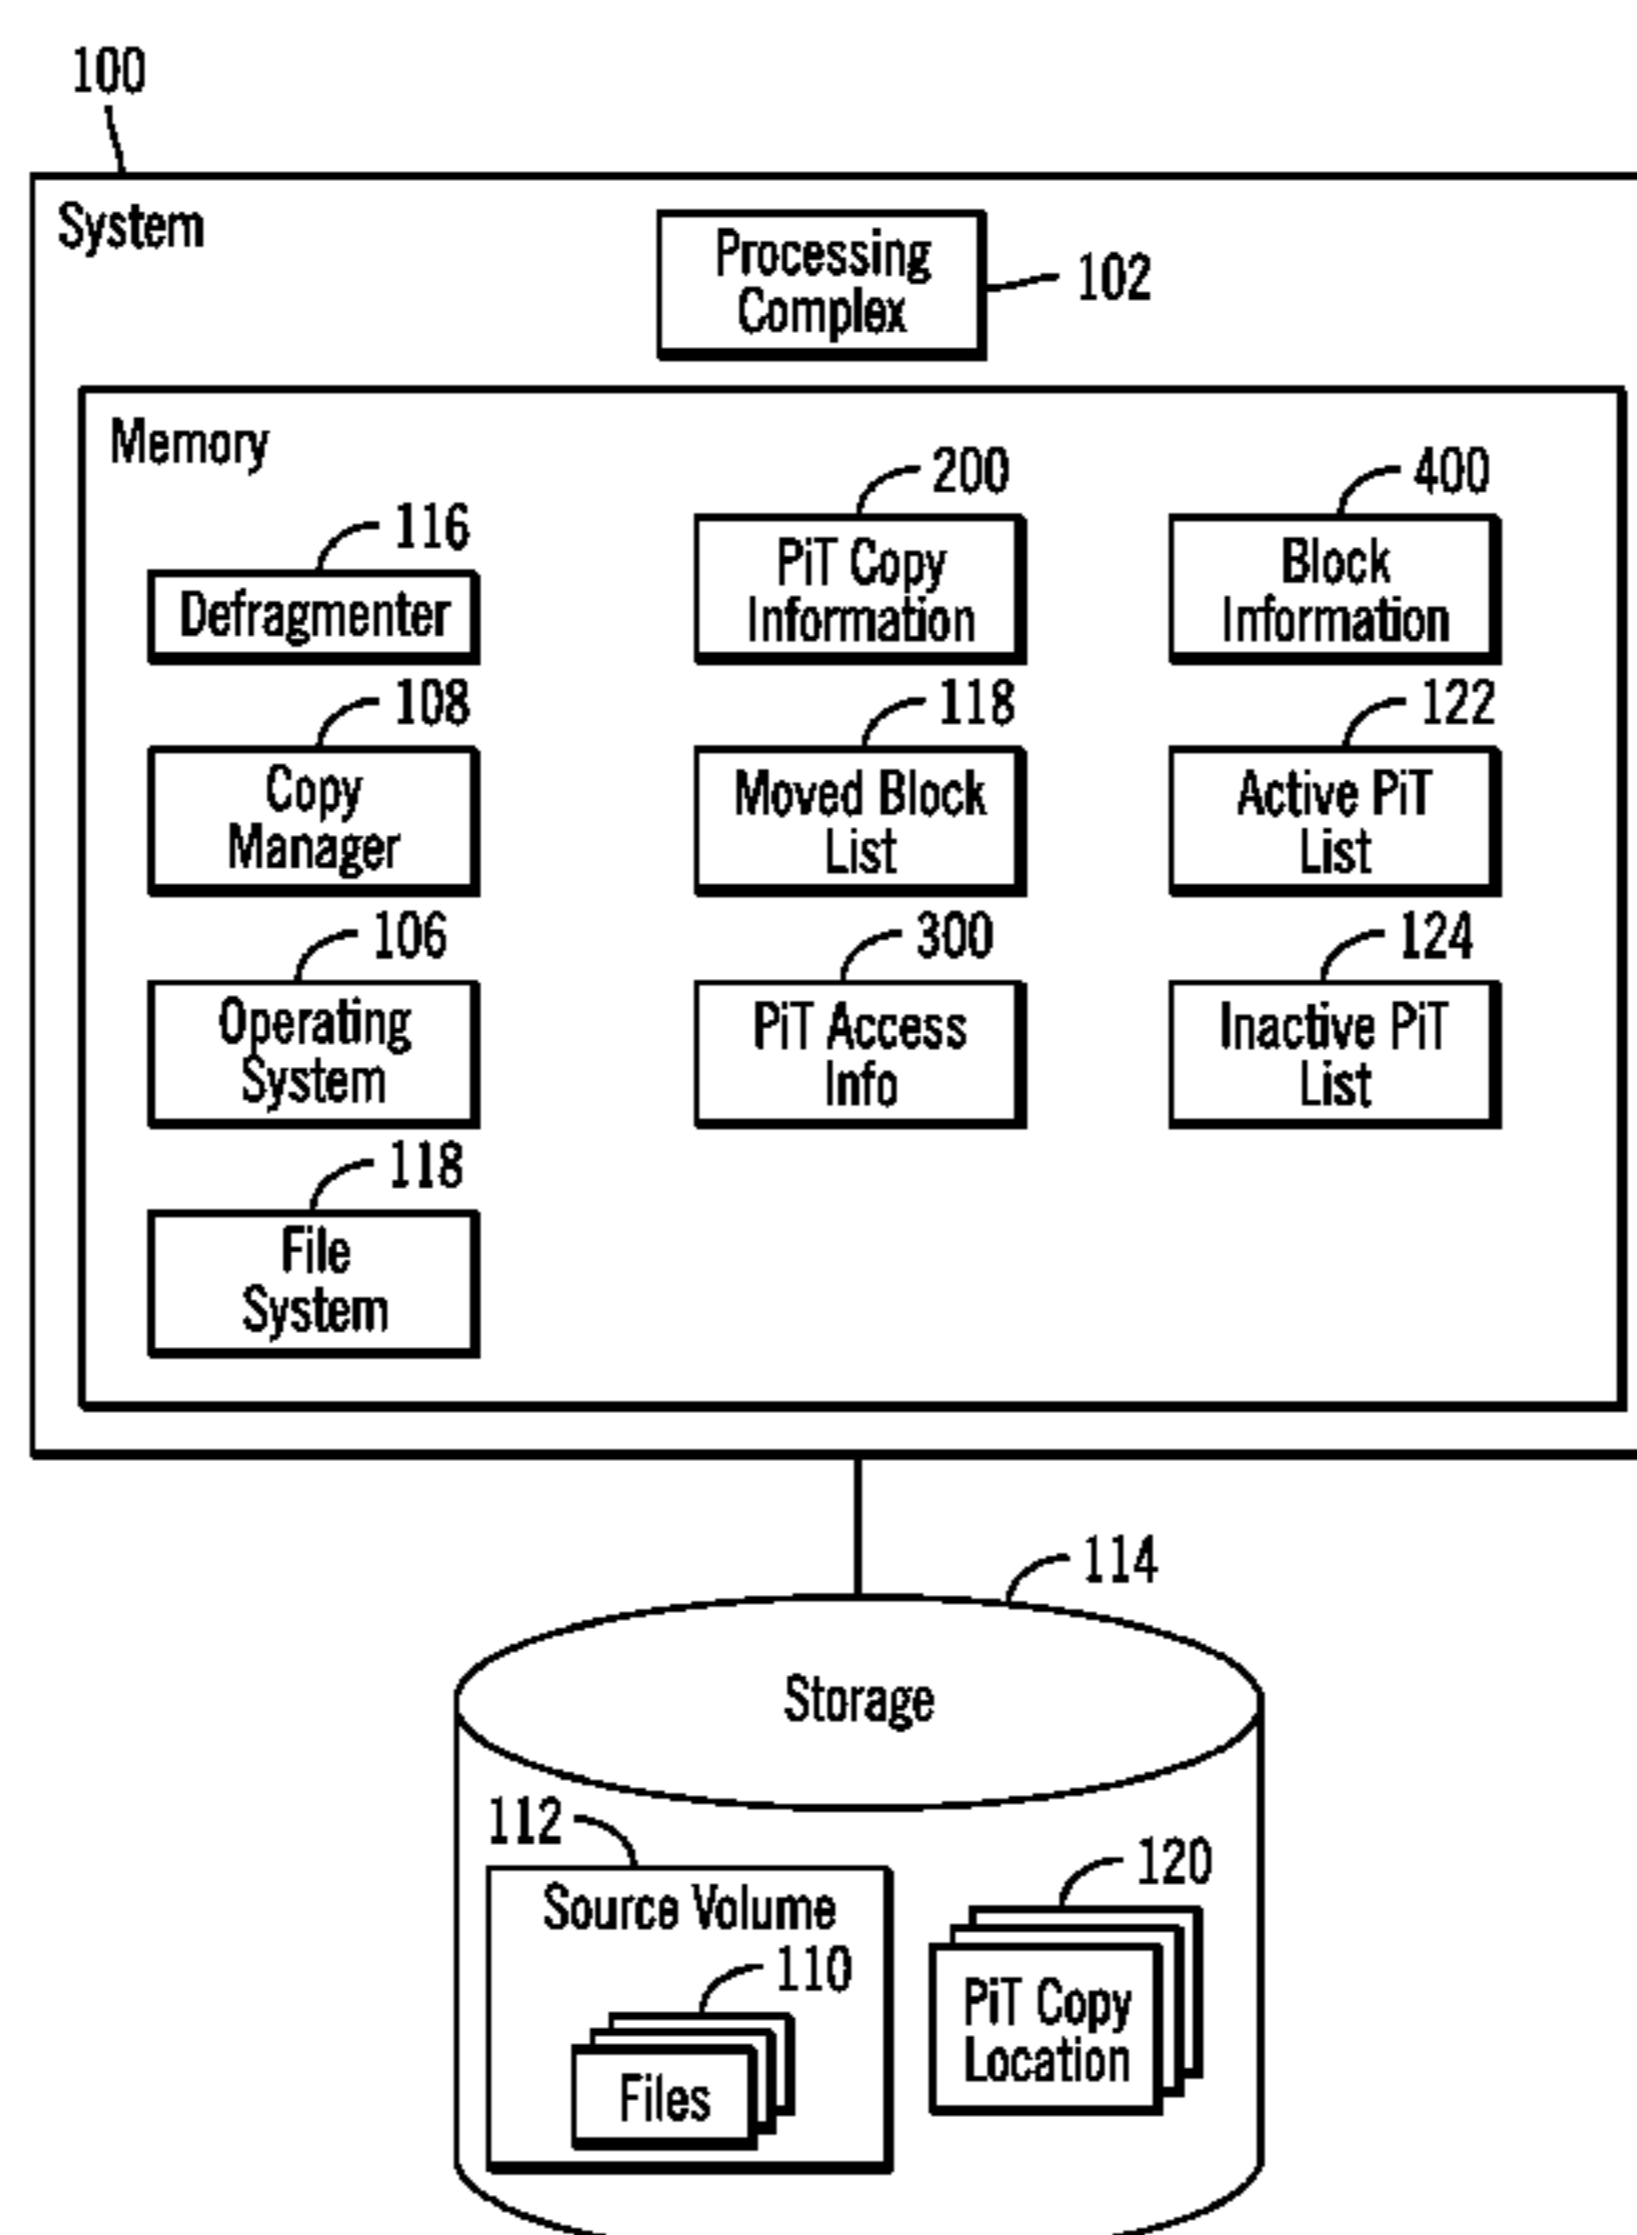 100
System
Processing
Complex
102
Memory
116
Defragmenter
200
PiT Copy
Information
400
Block
Information
108
Copy
Manager
118
Moved Block
List
122
Active PiT
List
106
Operating
System
300
PiT Access
Info
124
Inactive PiT
List
118
File
System
114
Storage
112
Source Volume
110
Files
120
PiT Copy
Location